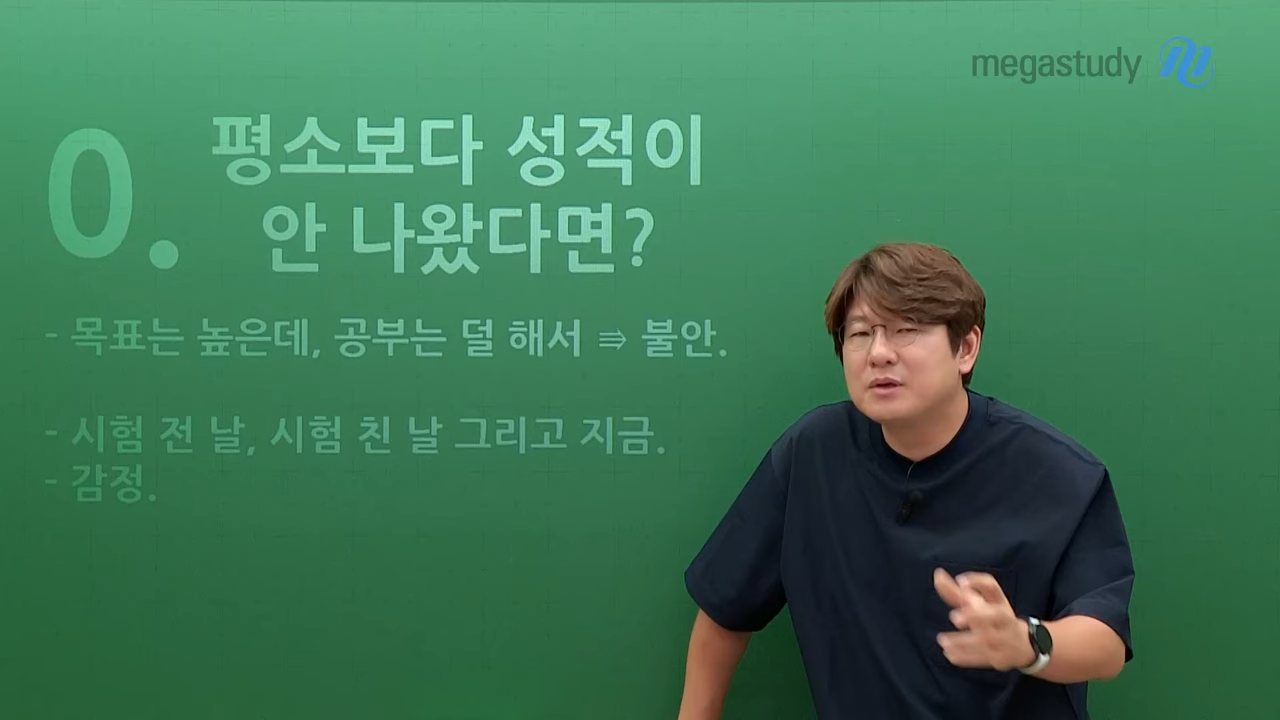 megastudy
0. 평소보다 성적이
안 나왔다면?
- 목표는 높은데, 공부는 덜 해서 ⇛ 불안.
- 시험 전 날, 시험 친 날 그리고 지금.
- 감정.